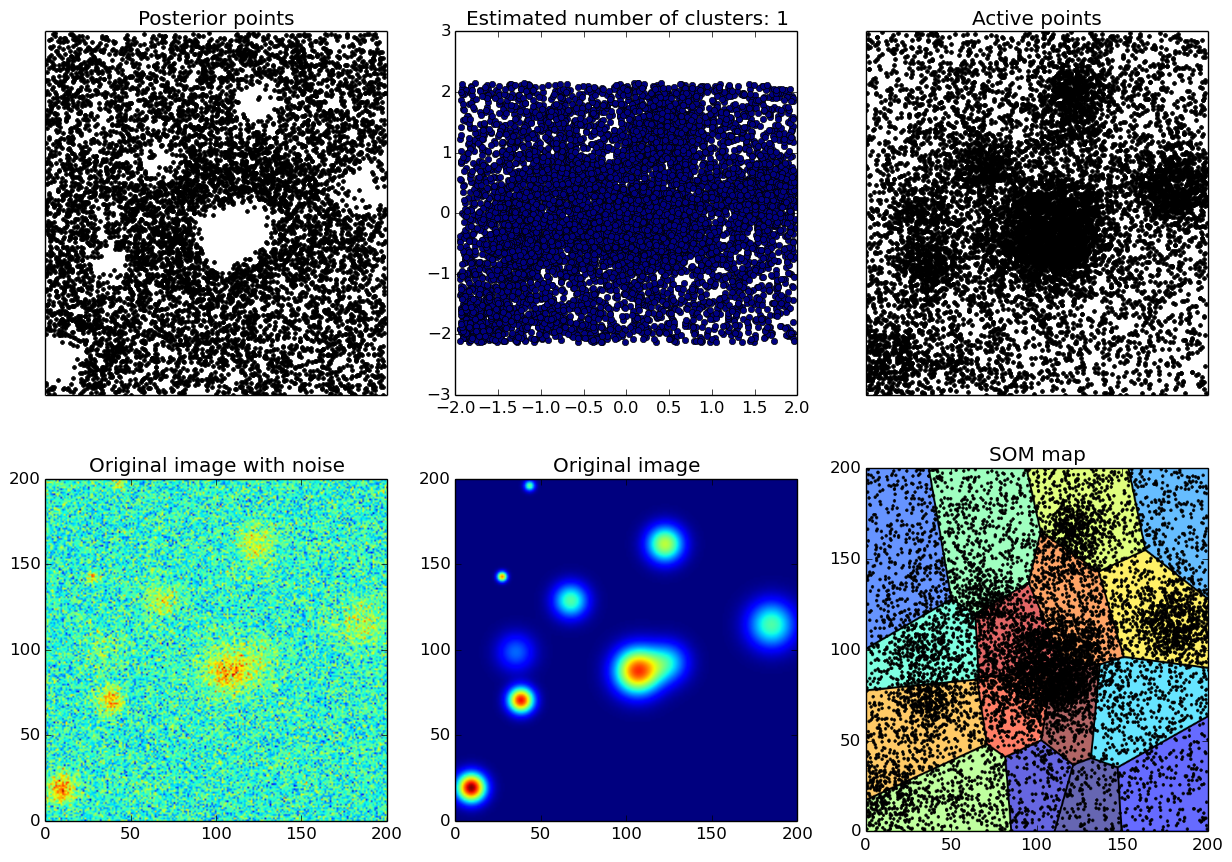 Posterior points
Estimated number of clusters: 1
Active points
3
2
1
0
−1
−2
−3
−2.0 −1.5 −1.0 −0.5 0.0 0.5 1.0 1.5 2.0
Original image with noise
Original image
SOM map
200
150
100
50
0
0 50 100 150 200
200
150
100
50
0
0 50 100 150 200
200
150
100
50
0
0 50 100 150 200